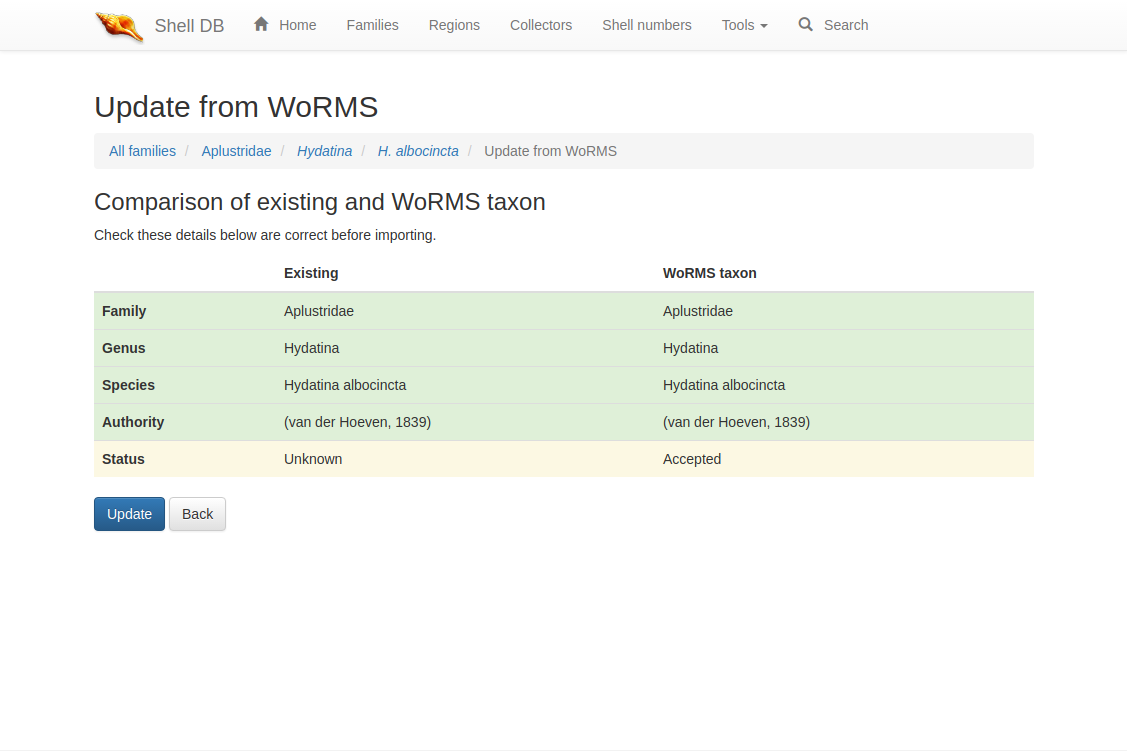 Shell DB Home Families Regions Collectors Shell numbers Tools Search
Update from WoRMS
All families / Aplustridae / Hydatina / H. albocincta / Update from WoRMS
Comparison of existing and WoRMS taxon
Check these details below are correct before importing.
Existing WoRMS taxon
Family Aplustridae Aplustridae
Genus Hydatina Hydatina
Species Hydatina albocincta Hydatina albocincta
Authority (van der Hoeven, 1839) (van der Hoeven, 1839)
Status Unknown Accepted
Update Back